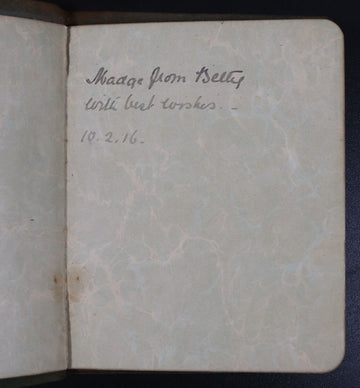 Madge from Betty
with best wishes. -
10.2.16.